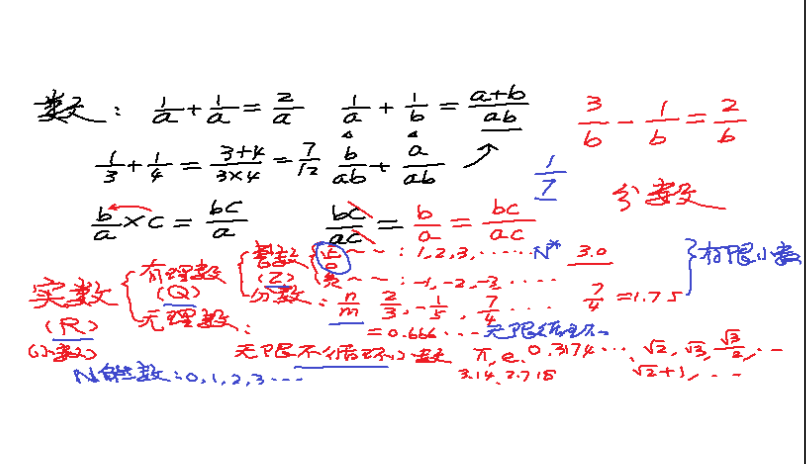 数：1/a + 1/a = 2/a 1/a + 1/b = (a+b)/ab 3/b − 1/b = 2/b
1/3 + 1/4 = (3+4)/(3×4) = 7/12 b/ab + a/ab 1/7
分数
b/a × c = bc/a bc/ac = b/a = bc/ac
实数 (R) (小数)
有理数 (Q)
整数 (Z)
正 ~ ~：1, 2, 3, ······ N* 3.0
0
负 ~ ~：-1, -2, -3 ···· 有限小数
分数：n/m 2/3, -1/5, 7/4 ··· 7/4 = 1.75
= 0.666 ··· 无限循环小
无理数：
无限不循环小数 π, e, 0.3174 ···, √2, √3, √3/2, ···
3.14, 2.718 √2+1, ···
N 自然数：0, 1, 2, 3 ···